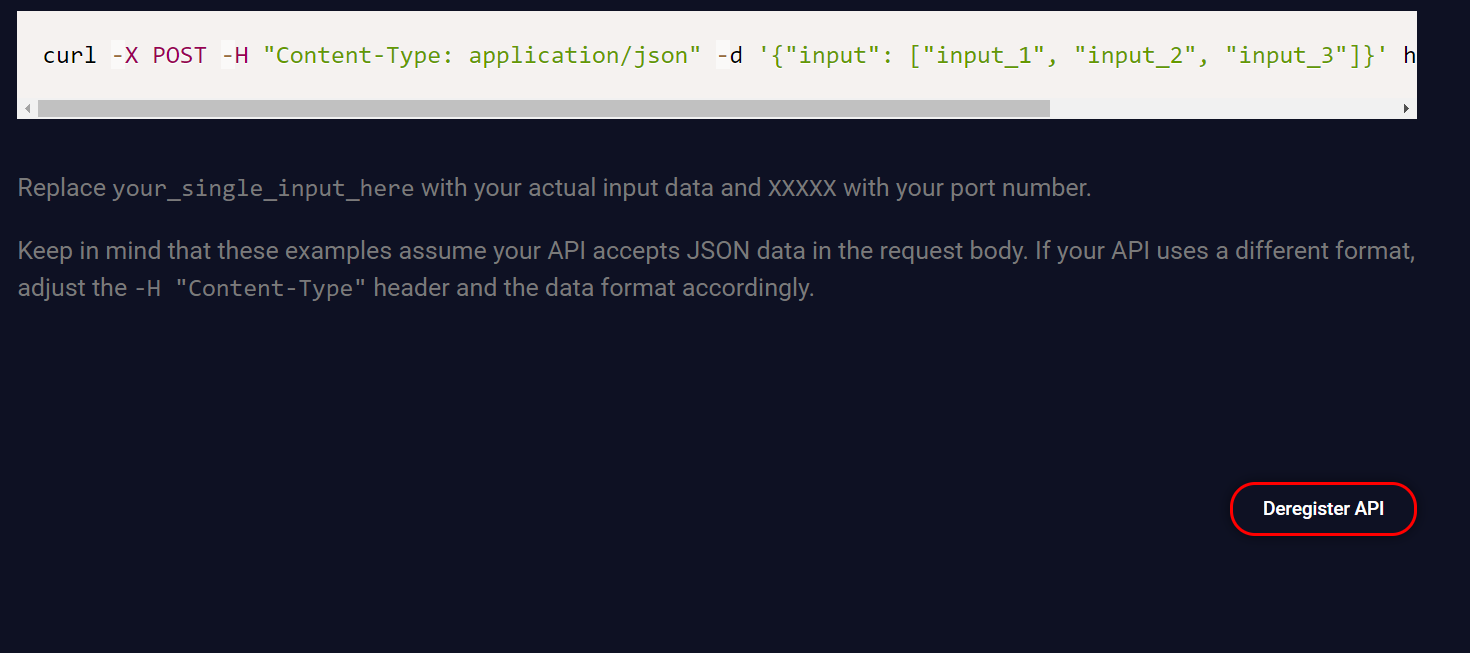 curl -X POST -H "Content-Type: application/json" -d '{"input": ["input_1", "input_2", "input_3"]}' h
Replace your_single_input_here with your actual input data and XXXXX with your port number.
Keep in mind that these examples assume your API accepts JSON data in the request body. If your API uses a different format,
adjust the -H "Content-Type" header and the data format accordingly.
Deregister API